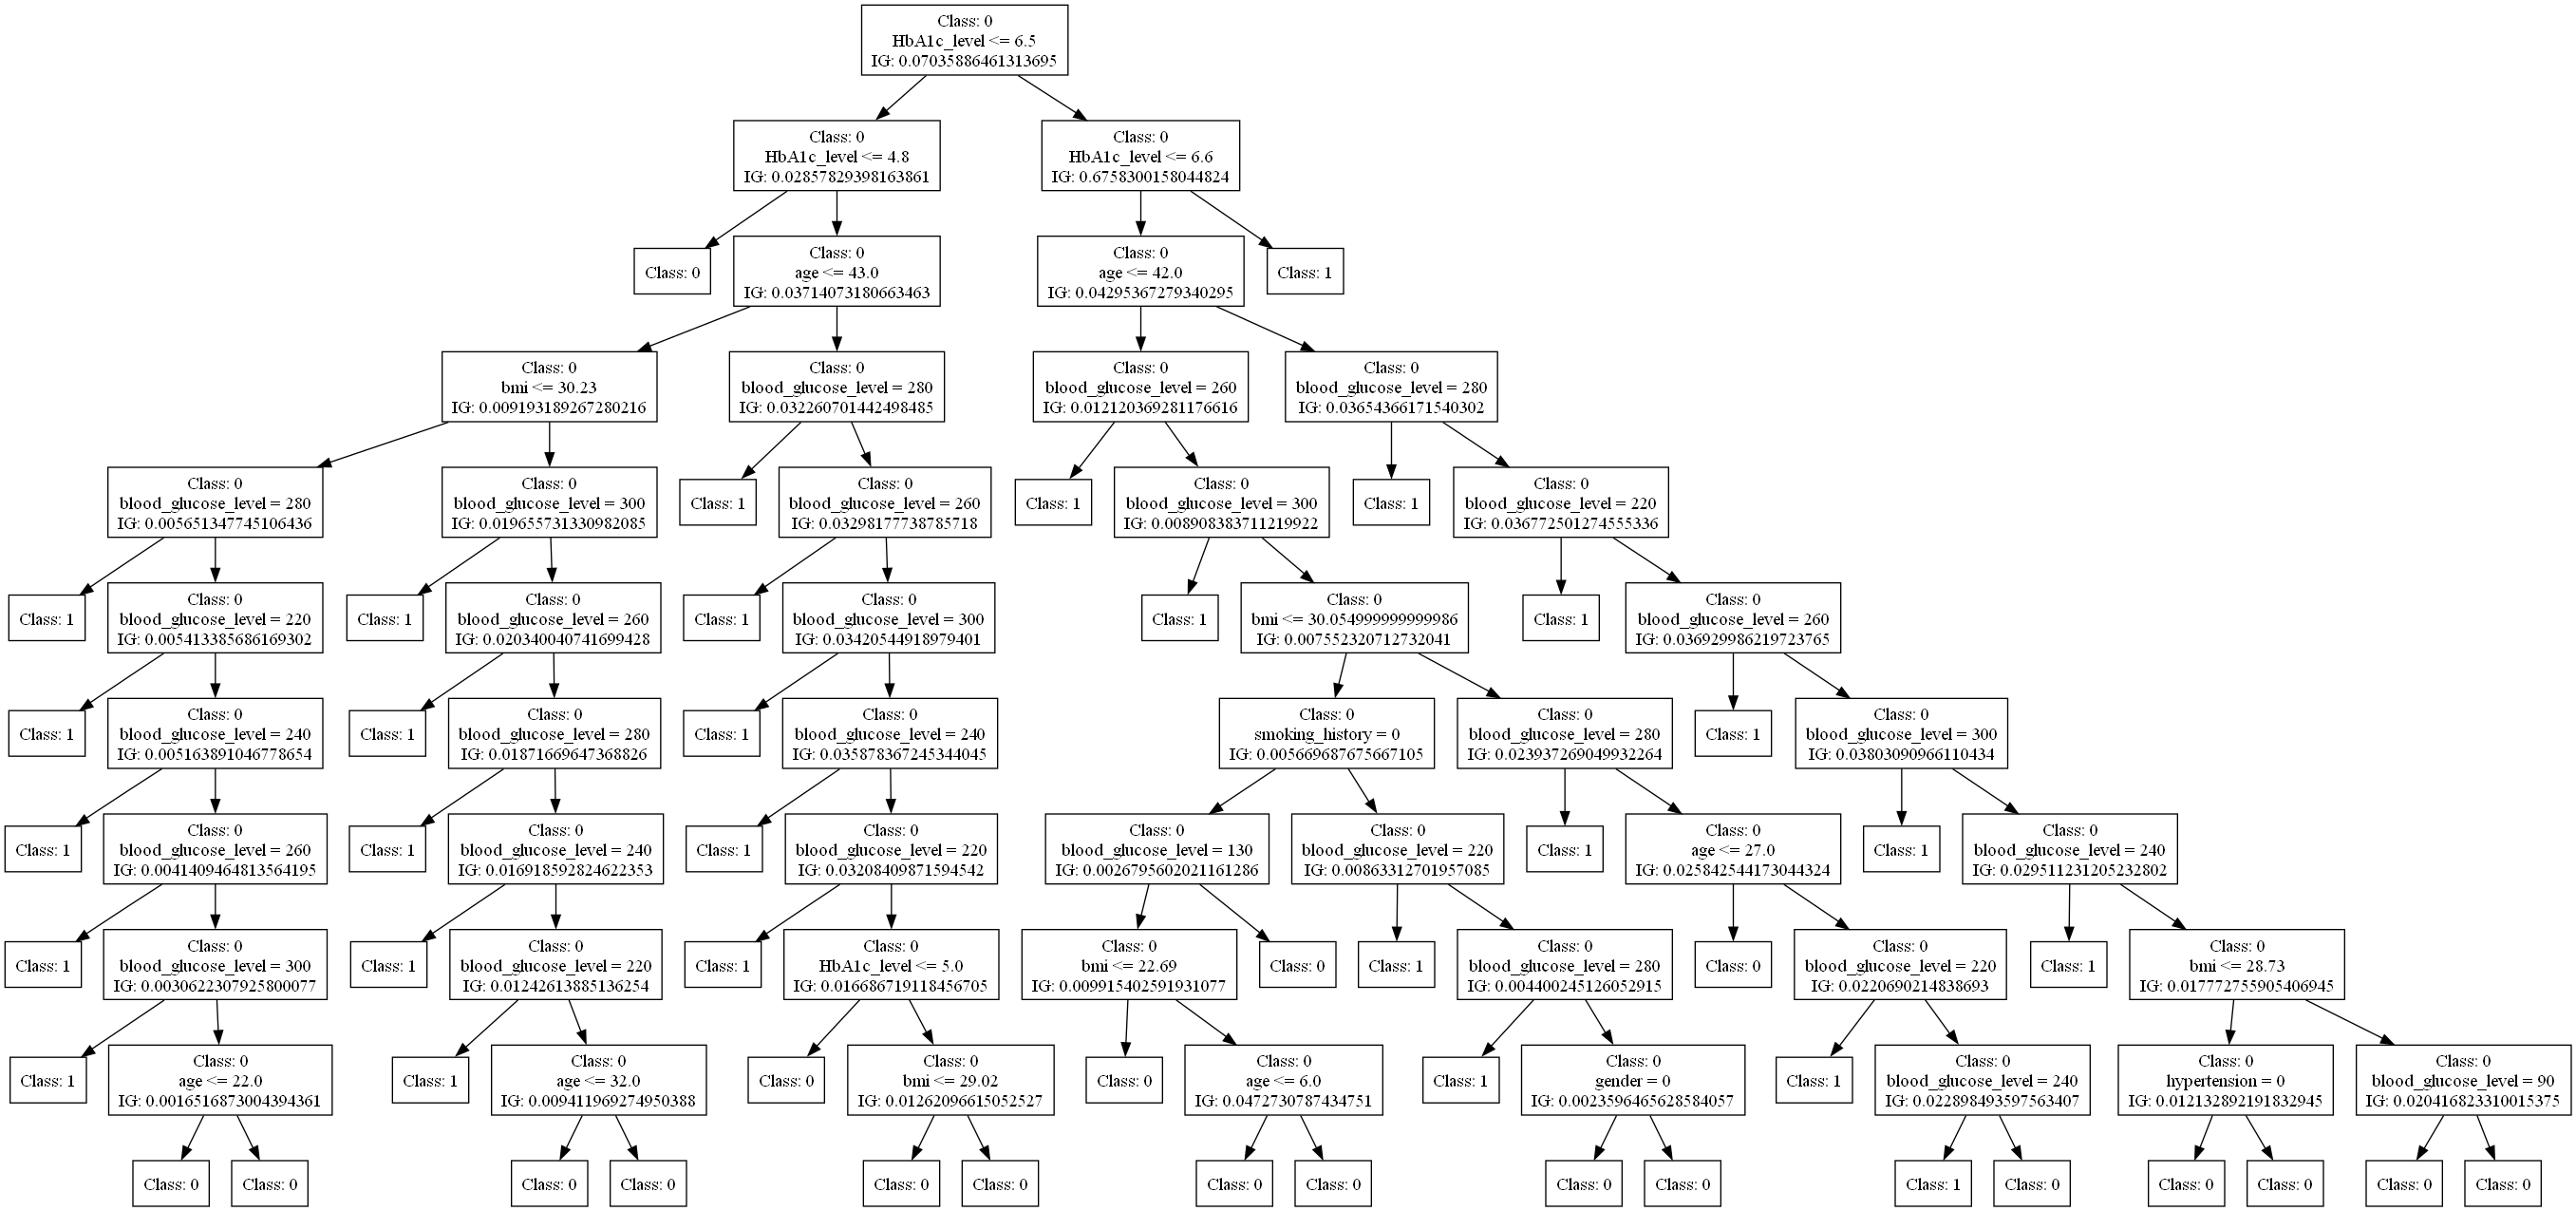 Class: 0
HbA1c_level <= 6.5
IG: 0.07035886461313695
Class: 0
HbA1c_level <= 4.8
IG: 0.02857829398163861
Class: 0
HbA1c_level <= 6.6
IG: 0.6758300158044824
Class: 0
Class: 0
age <= 43.0
IG: 0.03714073180663463
Class: 0
age <= 42.0
IG: 0.04295367279340295
Class: 1
Class: 0
bmi <= 30.23
IG: 0.009193189267280216
Class: 0
blood_glucose_level = 280
IG: 0.032260701442498485
Class: 0
blood_glucose_level = 260
IG: 0.012120369281176616
Class: 0
blood_glucose_level = 280
IG: 0.03654366171540302
Class: 0
blood_glucose_level = 280
IG: 0.005651347745106436
Class: 0
blood_glucose_level = 300
IG: 0.019655731330982085
Class: 1
Class: 0
blood_glucose_level = 260
IG: 0.03298177738785718
Class: 1
Class: 0
blood_glucose_level = 300
IG: 0.008908383711219922
Class: 1
Class: 0
blood_glucose_level = 220
IG: 0.036772501274555336
Class: 1
Class: 0
blood_glucose_level = 220
IG: 0.005413385686169302
Class: 1
Class: 0
blood_glucose_level = 260
IG: 0.020340040741699428
Class: 1
Class: 0
blood_glucose_level = 300
IG: 0.03420544918979401
Class: 1
Class: 0
bmi <= 30.054999999999986
IG: 0.007552320712732041
Class: 1
Class: 0
blood_glucose_level = 260
IG: 0.036929986219723765
Class: 1
Class: 0
blood_glucose_level = 240
IG: 0.005163891046778654
Class: 1
Class: 0
blood_glucose_level = 280
IG: 0.01871669647368826
Class: 1
Class: 0
blood_glucose_level = 240
IG: 0.035878367245344045
Class: 0
smoking_history = 0
IG: 0.005669687675667105
Class: 0
blood_glucose_level = 280
IG: 0.023937269049932264
Class: 1
Class: 0
blood_glucose_level = 300
IG: 0.03803090966110434
Class: 1
Class: 0
blood_glucose_level = 260
IG: 0.0041409464813564195
Class: 1
Class: 0
blood_glucose_level = 240
IG: 0.016918592824622353
Class: 1
Class: 0
blood_glucose_level = 220
IG: 0.03208409871594542
Class: 0
blood_glucose_level = 130
IG: 0.0026795602021161286
Class: 0
blood_glucose_level = 220
IG: 0.00863312701957085
Class: 1
Class: 0
age <= 27.0
IG: 0.025842544173044324
Class: 1
Class: 0
blood_glucose_level = 240
IG: 0.029511231205232802
Class: 1
Class: 0
blood_glucose_level = 300
IG: 0.0030622307925800077
Class: 1
Class: 0
blood_glucose_level = 220
IG: 0.01242613885136254
Class: 1
Class: 0
HbA1c_level <= 5.0
IG: 0.016686719118456705
Class: 0
bmi <= 22.69
IG: 0.009915402591931077
Class: 0
Class: 1
Class: 0
blood_glucose_level = 280
IG: 0.004400245126052915
Class: 0
Class: 0
blood_glucose_level = 220
IG: 0.0220690214838693
Class: 1
Class: 0
bmi <= 28.73
IG: 0.017772755905406945
Class: 1
Class: 0
age <= 22.0
IG: 0.0016516873004394361
Class: 1
Class: 0
age <= 32.0
IG: 0.009411969274950388
Class: 0
Class: 0
bmi <= 29.02
IG: 0.01262096615052527
Class: 0
Class: 0
age <= 6.0
IG: 0.0472730787434751
Class: 1
Class: 0
gender = 0
IG: 0.0023596465628584057
Class: 1
Class: 0
blood_glucose_level = 240
IG: 0.022898493597563407
Class: 0
hypertension = 0
IG: 0.012132892191832945
Class: 0
blood_glucose_level = 90
IG: 0.020416823310015375
Class: 0
Class: 0
Class: 0
Class: 0
Class: 0
Class: 0
Class: 0
Class: 0
Class: 0
Class: 0
Class: 1
Class: 0
Class: 0
Class: 0
Class: 0
Class: 0